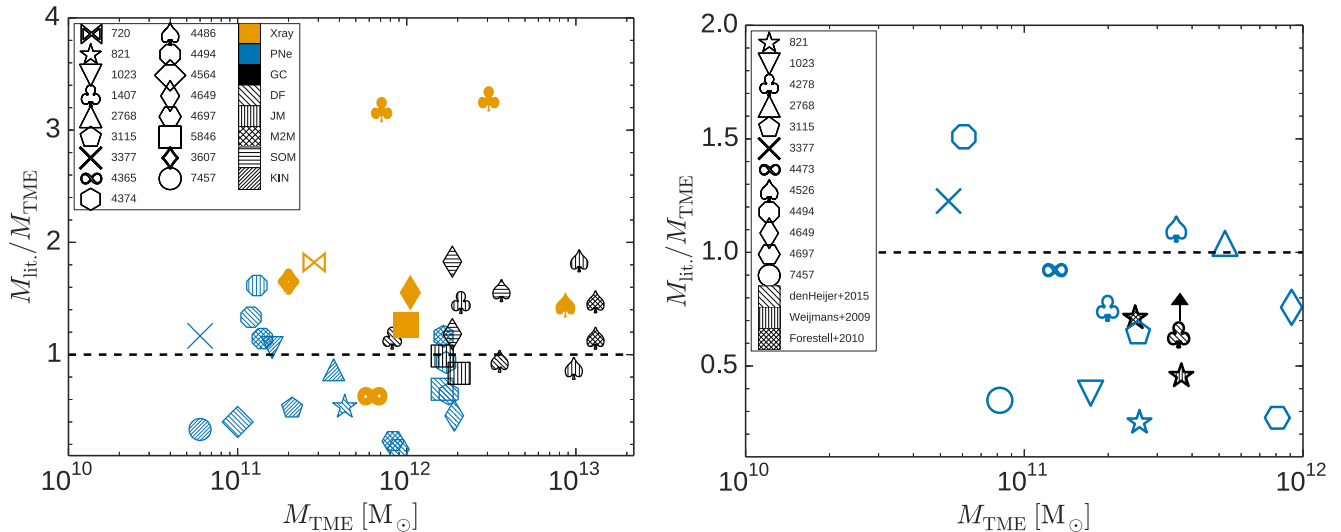 4
3
2
1
M_lit./M_TME
720
821
1023
1407
2768
3115
3377
4365
4374
4486
4494
4564
4649
4697
5846
3607
7457
Xray
PNe
GC
DF
JM
M2M
SOM
KIN
10^10
10^11
10^12
10^13
M_TME [M_⊙]
2.0
1.5
1.0
0.5
M_lit./M_TME
821
1023
4278
2768
3115
3377
4473
4526
4494
4649
4697
7457
denHeijer+2015
Weijmans+2009
Forestell+2010
10^10
10^11
10^12
M_TME [M_⊙]